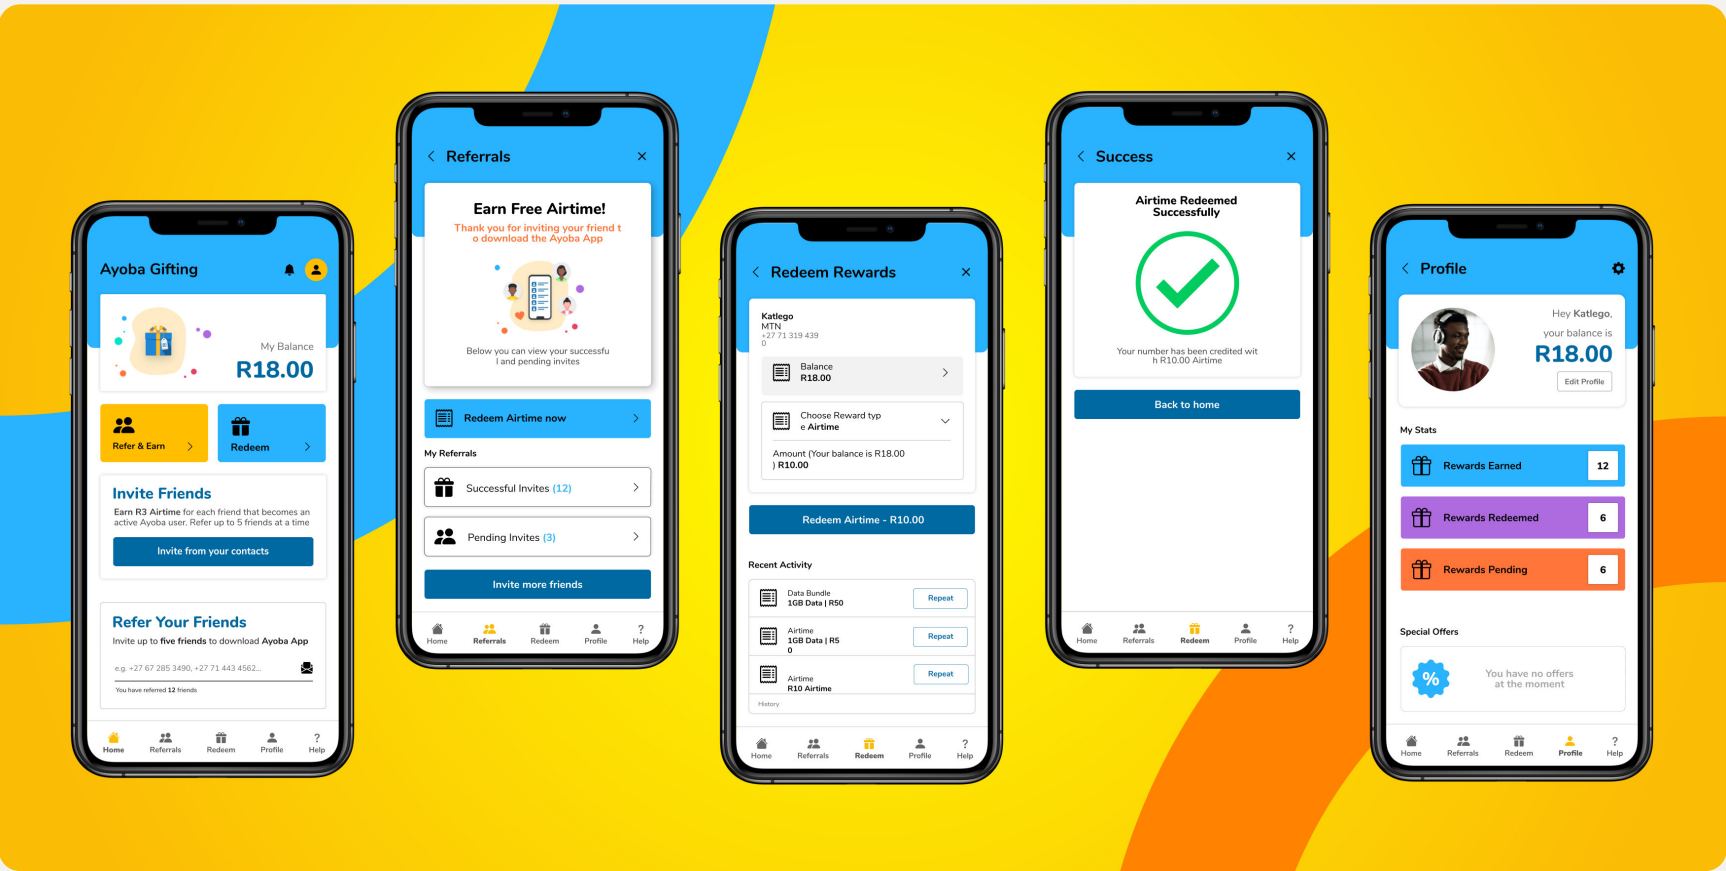 Ayoba Gifting
My Balance
R18.00
Refer & Earn
Redeem
Invite Friends
Earn R3 Airtime for each friend that becomes an
active Ayoba user. Refer up to 5 friends at a time
Invite from your contacts
Refer Your Friends
Invite up to five friends to download Ayoba App
e.g. +27 67 285 3490, +27 71 443 4562...
You have referred 12 friends
Home Referrals Redeem Profile Help
Referrals
Earn Free Airtime!
Thank you for inviting your friend t
o download the Ayoba App
Below you can view your successfu
l and pending invites
Redeem Airtime now
My Referrals
Successful Invites (12)
Pending Invites (3)
Invite more friends
Home Referrals Redeem Profile Help
Redeem Rewards
Katlego
MTN
+27 71 319 439
0
Balance
R18.00
Choose Reward typ
e Airtime
Amount (Your balance is R18.00
) R10.00
Redeem Airtime - R10.00
Recent Activity
Data Bundle
1GB Data | R50
Repeat
Airtime
1GB Data | R5
0
Repeat
Airtime
R10 Airtime
Repeat
History
Home Referrals Redeem Profile Help
Success
Airtime Redeemed
Successfully
Your number has been credited wit
h R10.00 Airtime
Back to home
Home Referrals Redeem Profile Help
Profile
Hey Katlego,
your balance is
R18.00
Edit Profile
My Stats
Rewards Earned 12
Rewards Redeemed 6
Rewards Pending 6
Special Offers
%
You have no offers
at the moment
Home Referrals Redeem Profile Help